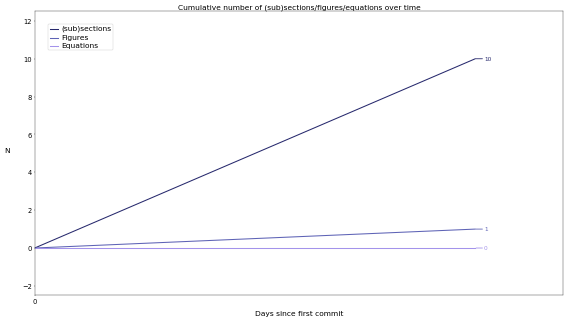 Cumulative number of (sub)sections/figures/equations over time
12
(sub)sections
Figures
Equations
10
10
8
N
6
4
2
1
0
0
−2
0
Days since first commit